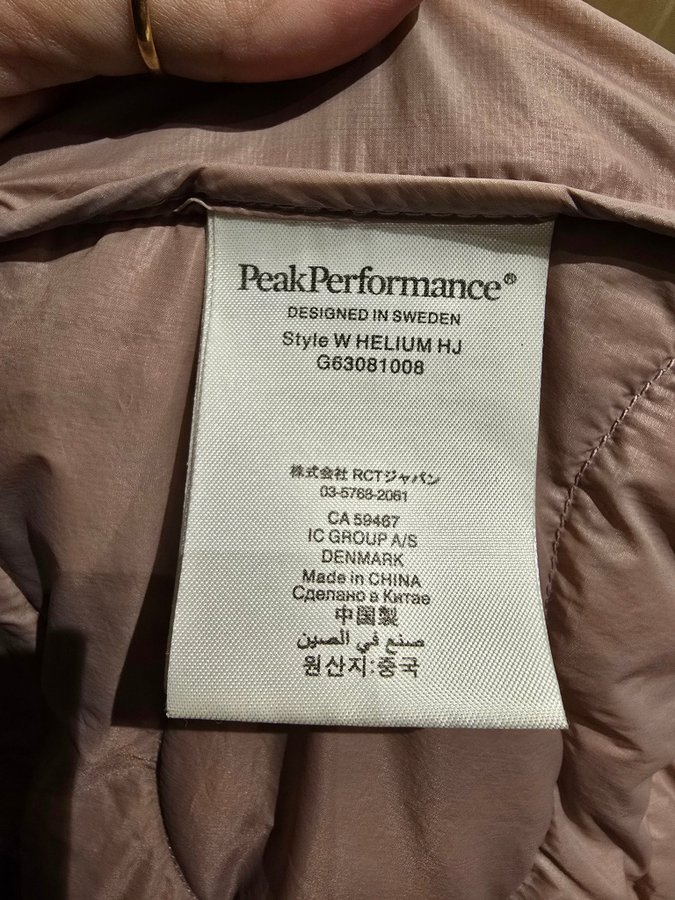 PeakPerformance®
DESIGNED IN SWEDEN
Style W HELIUM HJ
G63081008
株式会社 RCTジャパン
03-5768-2061
CA 59467
IC GROUP A/S
DENMARK
Made in CHINA
Сделано в Китае
中国製
صنع في الصين
원산지:중국